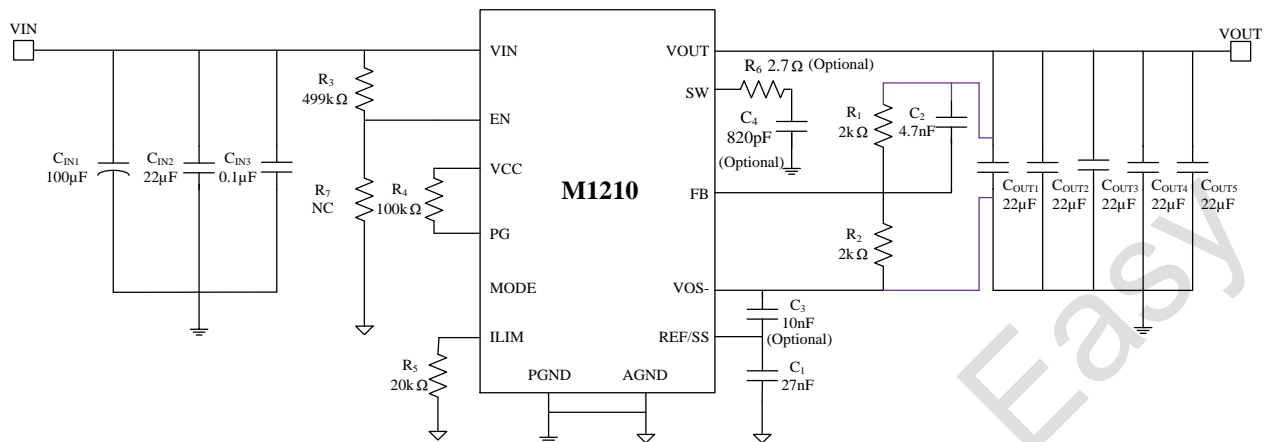 VIN
VOUT
VIN
VOUT
R3
499kΩ
EN
SW
R6 2.7Ω (Optional)
C4
820pF
(Optional)
R1
2kΩ
C2
4.7nF
CIN1
100µF
CIN2
22µF
CIN3
0.1µF
R7
NC
VCC
R4
100kΩ
PG
M1210
FB
R2
2kΩ
COUT1
22µF
COUT2
22µF
COUT3
22µF
COUT4
22µF
COUT5
22µF
MODE
VOS-
C3
10nF
(Optional)
ILIM
REF/SS
R5
20kΩ
PGND
AGND
C1
27nF
Easy